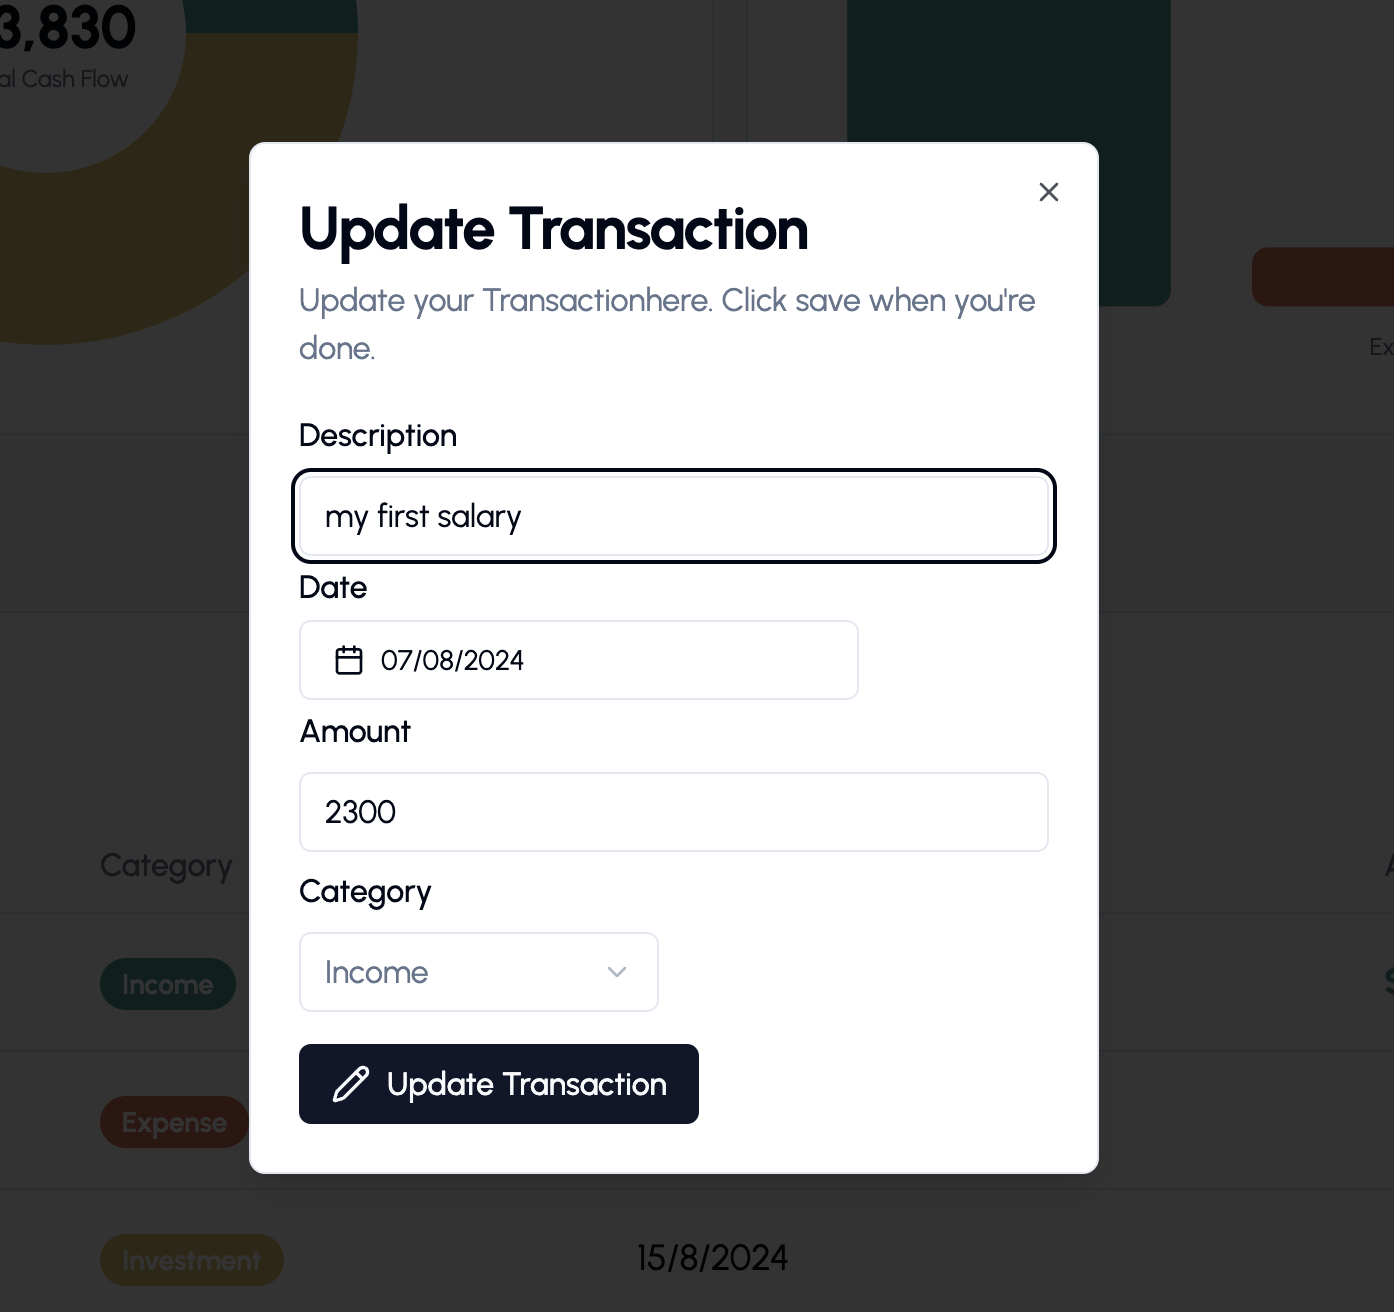 3,830
al Cash Flow
Ex
Update Transaction
Update your Transactionhere. Click save when you're
done.
Description
my first salary
Date
07/08/2024
Amount
2300
Category
Income
Update Transaction
Category
Income
Expense
Investment
15/8/2024